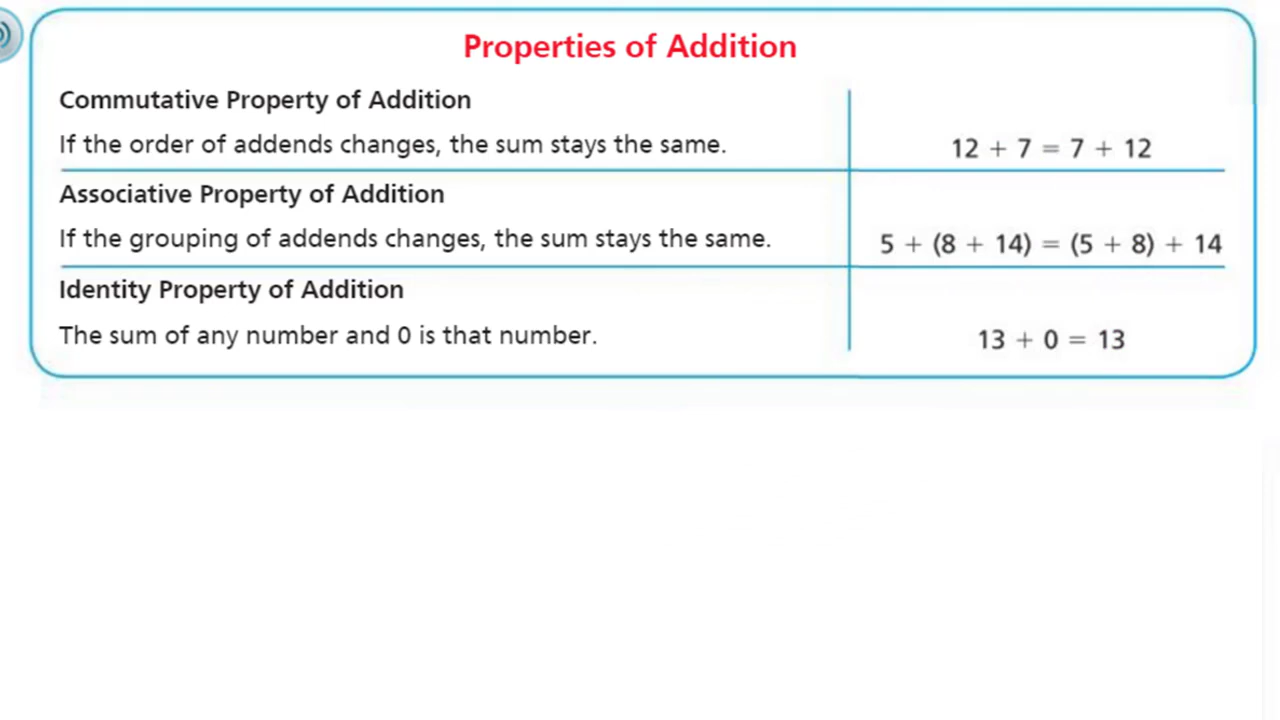 Properties of Addition
Commutative Property of Addition
If the order of addends changes, the sum stays the same.
12 + 7 = 7 + 12
Associative Property of Addition
If the grouping of addends changes, the sum stays the same.
5 + (8 + 14) = (5 + 8) + 14
Identity Property of Addition
The sum of any number and 0 is that number.
13 + 0 = 13